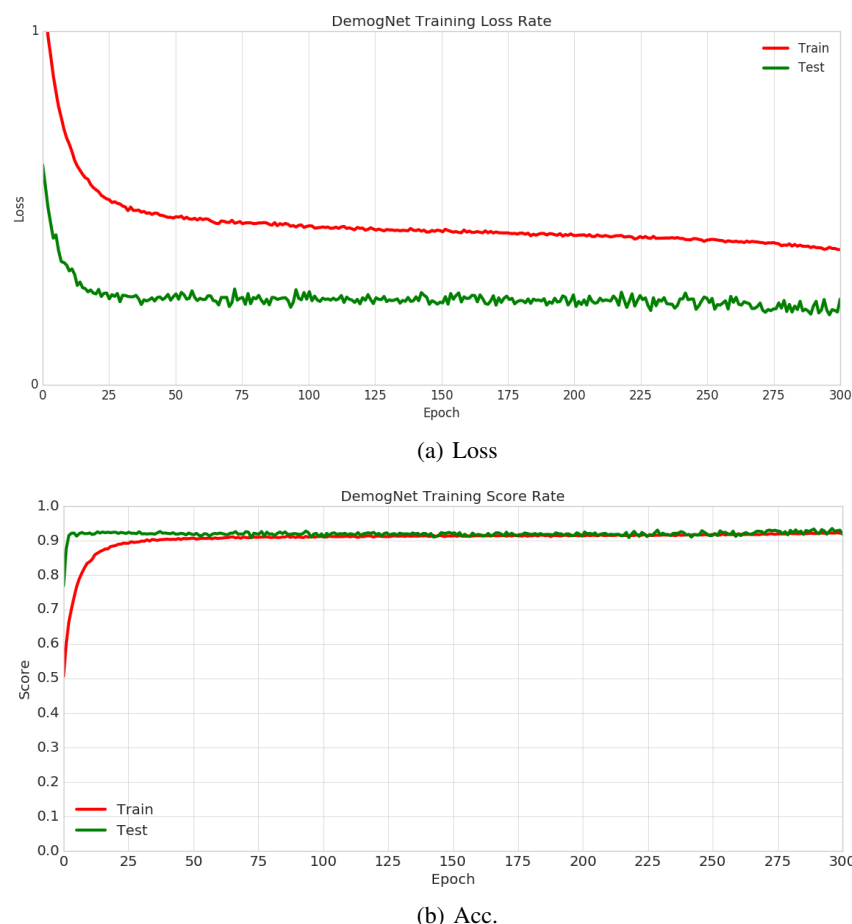 DemogNet Training Loss Rate
1
Train
Test
Loss
0
0 25 50 75 100 125 150 175 200 225 250 275 300
Epoch
(a) Loss
DemogNet Training Score Rate
1.0
0.9
0.8
0.7
0.6
0.5
Score
0.4
0.3
0.2
Train
0.1
Test
0.0
0 25 50 75 100 125 150 175 200 225 250 275 300
Epoch
(b) Acc.